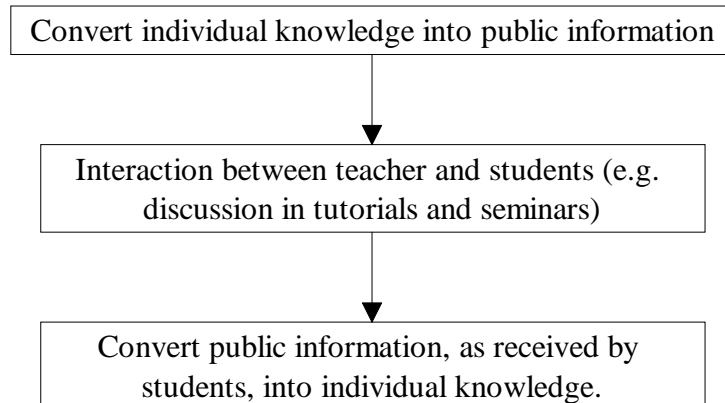 Convert individual knowledge into public information
Interaction between teacher and students (e.g.
discussion in tutorials and seminars)
Convert public information, as received by
students, into individual knowledge.